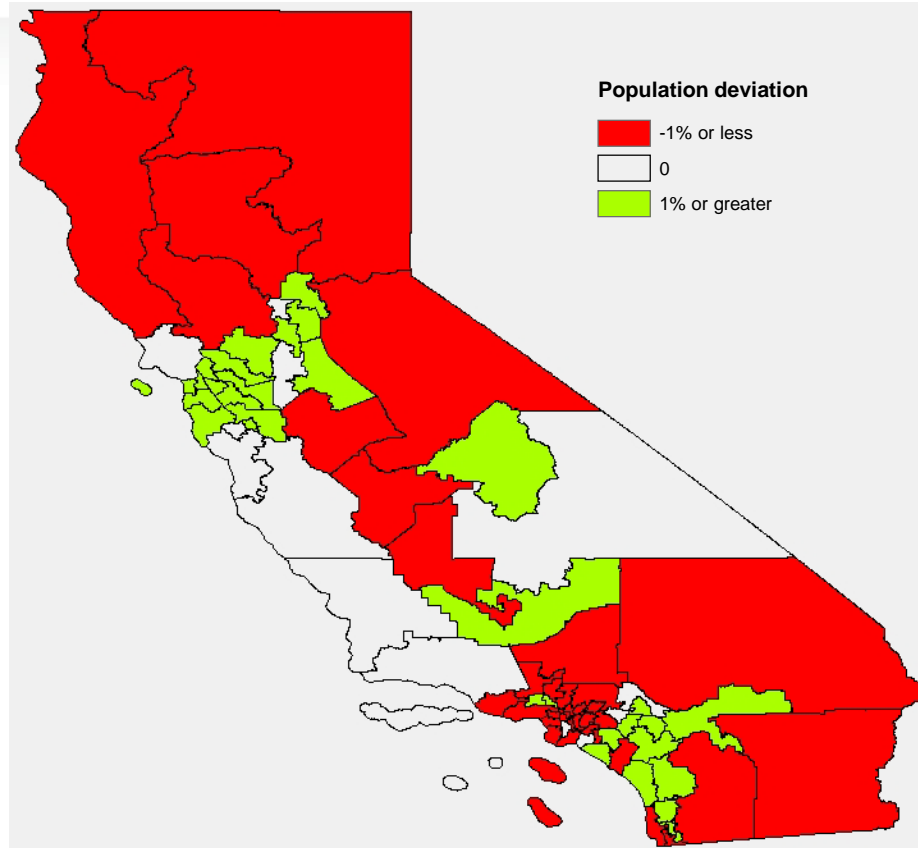 Population deviation
-1% or less
0
1% or greater